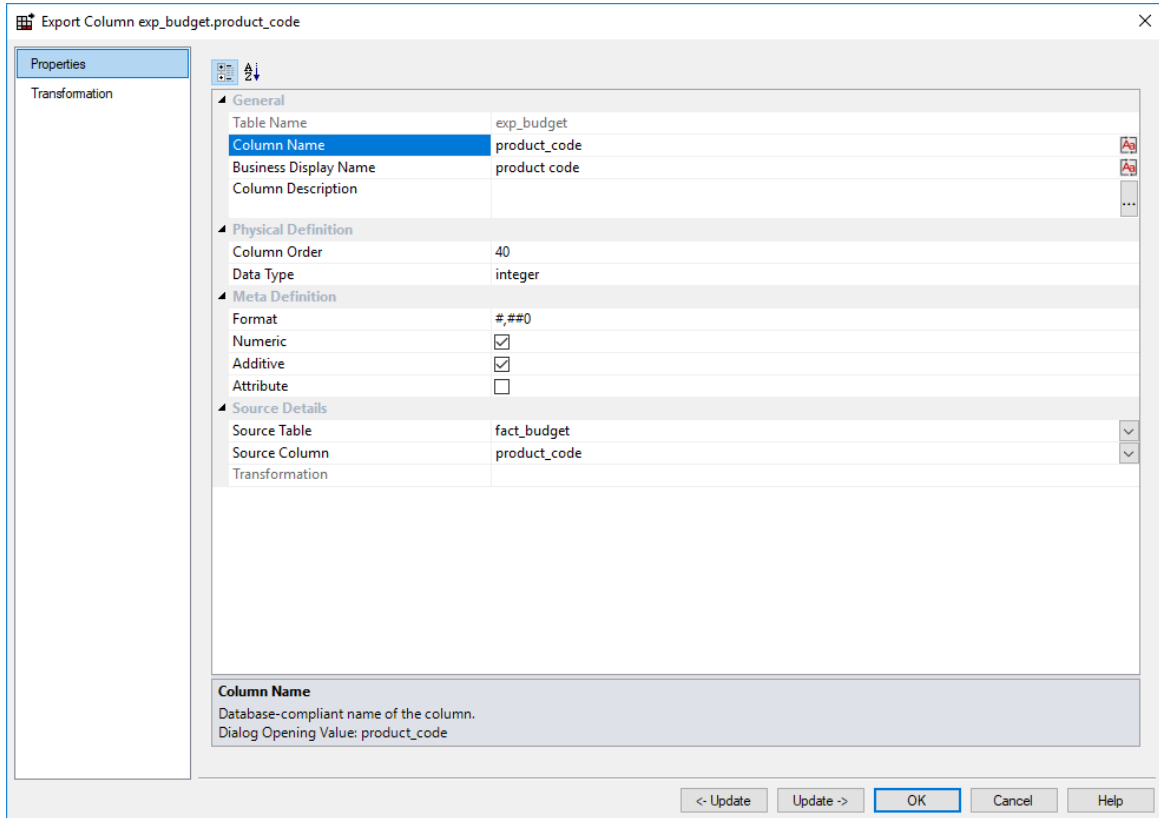 Export Column exp_budget.product_code
Properties
Transformation
General
Table Name exp_budget
Column Name product_code
Business Display Name product code
Column Description
...
Physical Definition
Column Order 40
Data Type integer
Meta Definition
Format #,##0
Numeric
Additive
Attribute
Source Details
Source Table fact_budget
Source Column product_code
Transformation
Column Name
Database-compliant name of the column.
Dialog Opening Value: product_code
<- Update Update -> OK Cancel Help